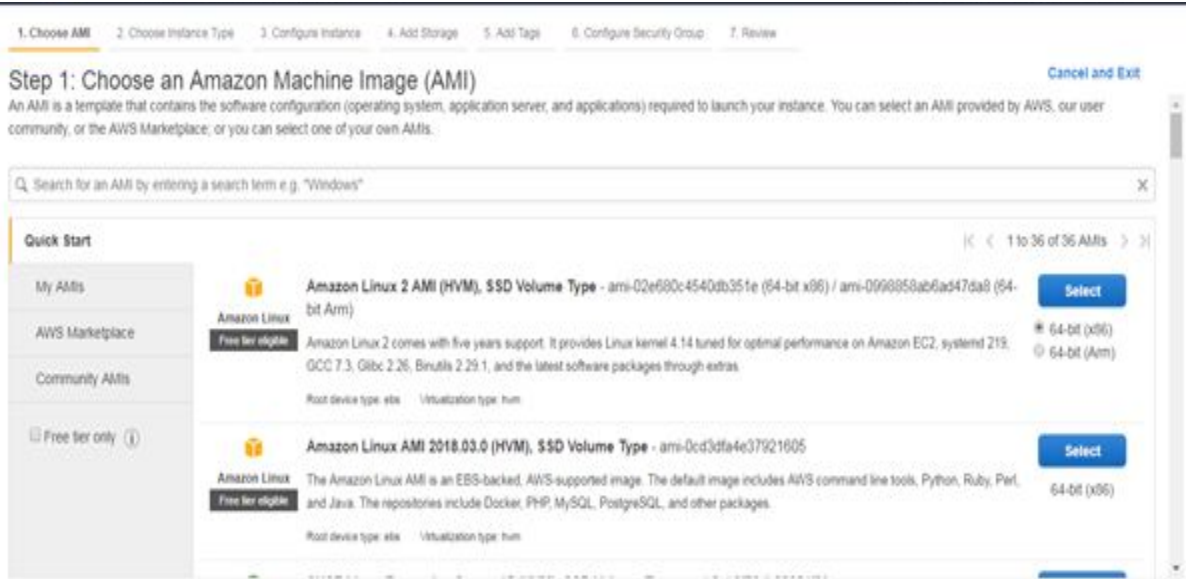 1. Choose AMI 2. Choose Instance Type 3. Configure Instance 4. Add Storage 5. Add Tags 6. Configure Security Group 7. Review
Step 1: Choose an Amazon Machine Image (AMI)
Cancel and Exit
An AMI is a template that contains the software configuration (operating system, application server, and applications) required to launch your instance. You can select an AMI provided by AWS, our user
community, or the AWS Marketplace; or you can select one of your own AMIs.
Search for an AMI by entering a search term e.g. "Windows"
Quick Start
1 to 36 of 36 AMIs
My AMIs
AWS Marketplace
Community AMIs
Free tier only
Amazon Linux
Free tier eligible
Amazon Linux 2 AMI (HVM), SSD Volume Type - ami-02e680c4540db351e (64-bit x86) / ami-0998858ab6ad47da8 (64-
bit Arm)
Amazon Linux 2 comes with five years support. It provides Linux kernel 4.14 tuned for optimal performance on Amazon EC2, systemd 219,
GCC 7.3, Glibc 2.26, Binutils 2.29.1, and the latest software packages through extras.
Root device type: ebs Virtualization type: hvm
Select
64-bit (x86)
64-bit (Arm)
Amazon Linux
Free tier eligible
Amazon Linux AMI 2018.03.0 (HVM), SSD Volume Type - ami-0cd3dfa4e37921605
The Amazon Linux AMI is an EBS-backed, AWS-supported image. The default image includes AWS command line tools, Python, Ruby, Perl,
and Java. The repositories include Docker, PHP, MySQL, PostgreSQL, and other packages.
Root device type: ebs Virtualization type: hvm
Select
64-bit (x86)